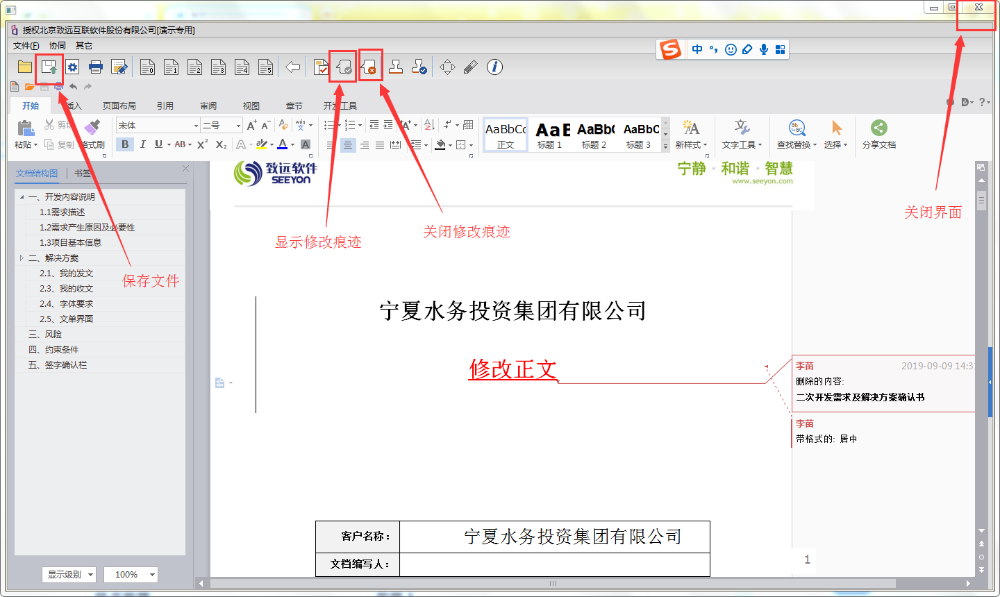 授权北京致远互联软件股份有限公司[演示专用]
文件(F) 协同 其它
中
0 1 2 3 4 5
开始 插入 页面布局 引用 审阅 视图 章节 开发工具
剪切 宋体 二号 A+ A- wén A
粘贴 复制 格式刷 B I U AB X² X₂ A A A
AaBbCc AaB AaBbC AaBbC
正文 标题 1 标题 2 标题 3 新样式 文字工具 查找替换 选择 分享文档
文档结构图 书签
一、开发内容说明
1.1需求描述
1.2需求产生原因及必要性
1.3项目基本信息
二、解决方案
2.1、我的发文
2.3、我的收文
2.4、字体要求
2.5、文单界面
三、风险
四、约束条件
五、签字确认栏
显示级别 100%
保存文件
显示修改痕迹
关闭修改痕迹
关闭界面
致远软件
SEEYON
宁静·和谐·智慧
www.seeyon.com
宁夏水务投资集团有限公司
修改正文
李苗 2019-09-09 14:3
删除的内容:
二次开发需求及解决方案确认书
李苗
带格式的: 居中
客户名称： 宁夏水务投资集团有限公司
文档编写人：
1